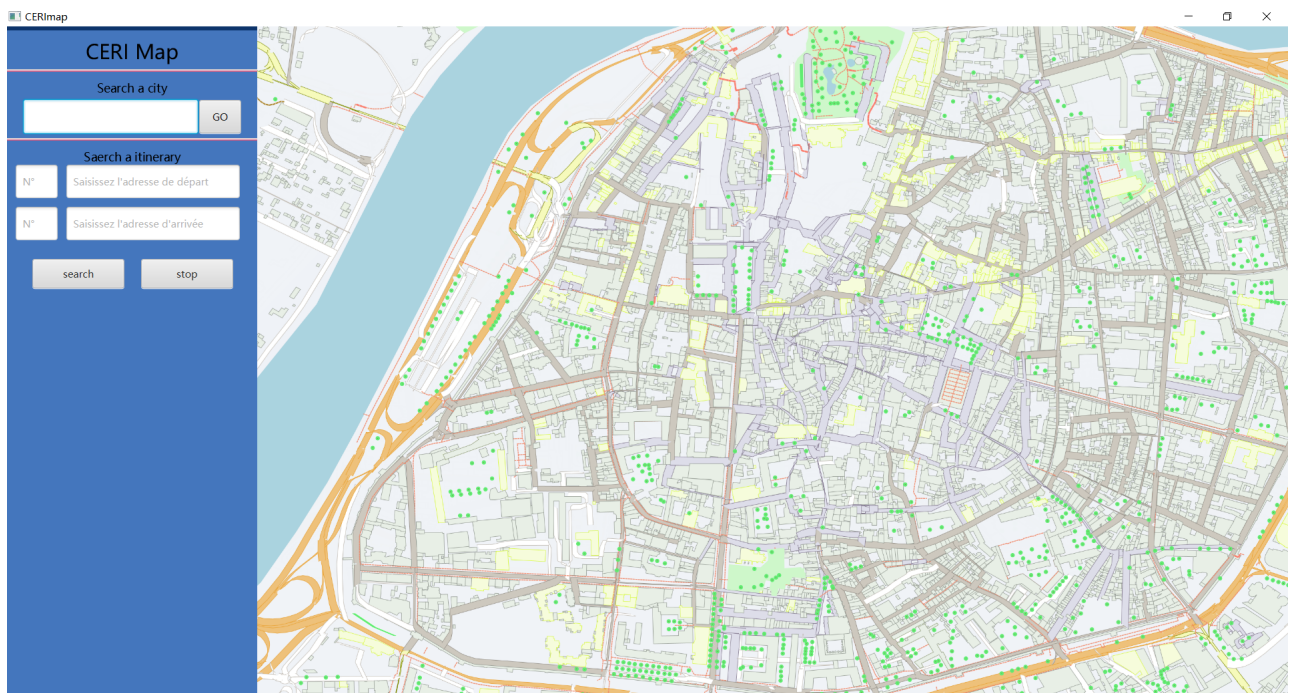 CERImap
CERI Map
Search a city
GO
Saerch a itinerary
N° Saisissez l'adresse de départ
N° Saisissez l'adresse d'arrivée
search stop